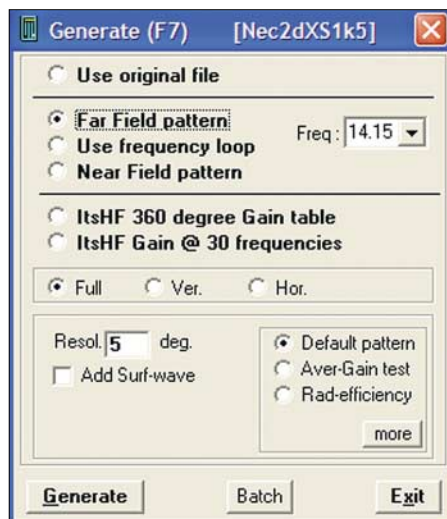 Generate (F7) [Nec2dXS1k5]
Use original file
Far Field pattern
Use frequency loop
Near Field pattern
Freq : 14.15
ItsHF 360 degree Gain table
ItsHF Gain @ 30 frequencies
Full Ver. Hor.
Resol. 5 deg.
Add Surf-wave
Default pattern
Aver-Gain test
Rad-efficiency
more
Generate Batch Exit